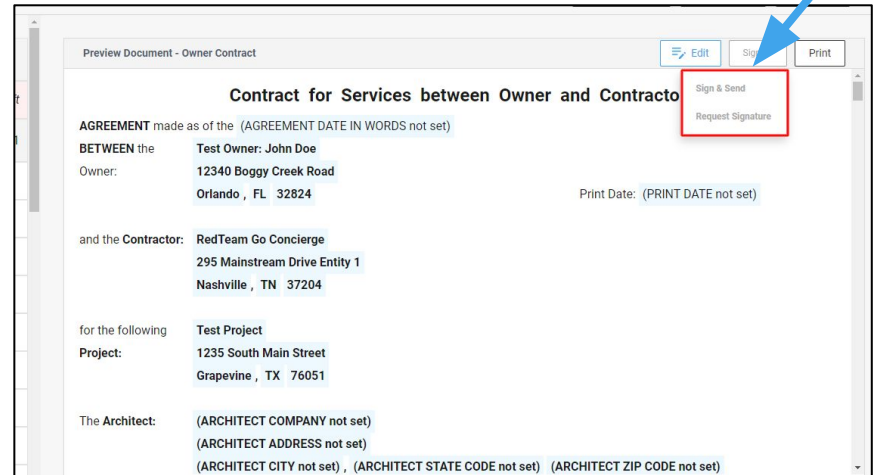 Preview Document - Owner Contract
Edit
Print
Sign & Send
Request Signature
Contract for Services between Owner and Contracto
AGREEMENT made as of the (AGREEMENT DATE IN WORDS not set)
BETWEEN the Test Owner: John Doe
Owner: 12340 Boggy Creek Road
Orlando , FL 32824 Print Date: (PRINT DATE not set)
and the Contractor: RedTeam Go Concierge
295 Mainstream Drive Entity 1
Nashville , TN 37204
for the following Test Project
Project: 1235 South Main Street
Grapevine , TX 76051
The Architect: (ARCHITECT COMPANY not set)
(ARCHITECT ADDRESS not set)
(ARCHITECT CITY not set) , (ARCHITECT STATE CODE not set) (ARCHITECT ZIP CODE not set)